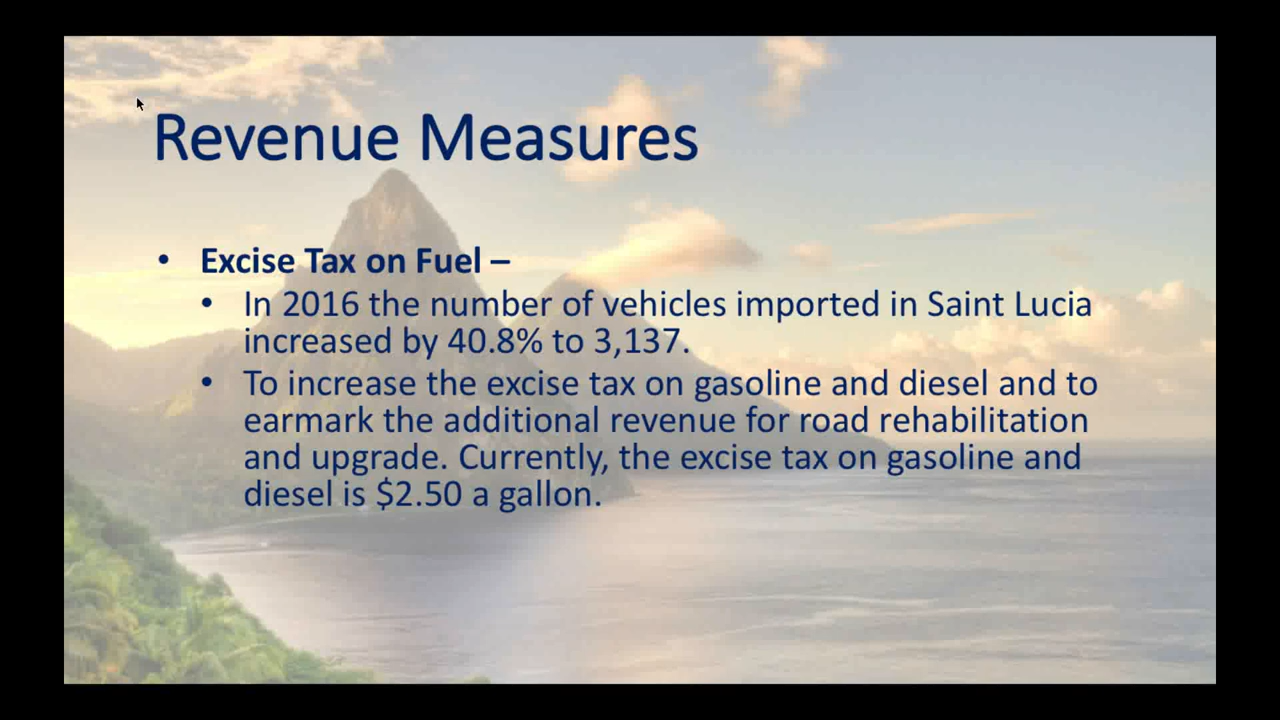 Revenue Measures
• Excise Tax on Fuel –
• In 2016 the number of vehicles imported in Saint Lucia
increased by 40.8% to 3,137.
• To increase the excise tax on gasoline and diesel and to
earmark the additional revenue for road rehabilitation
and upgrade. Currently, the excise tax on gasoline and
diesel is $2.50 a gallon.